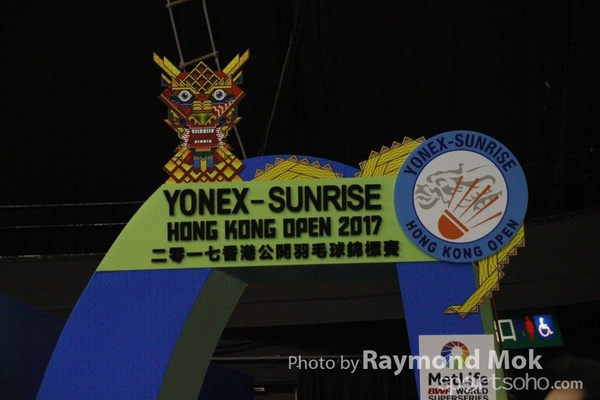 YONEX-SUNRISE
HONG KONG OPEN 2017
二零一七香港公開羽毛球錦標賽
YONEX-SUNRISE
HONG KONG OPEN
Photo by Raymond Mok
MetLife
BWF WORLD
SUPERSERIES